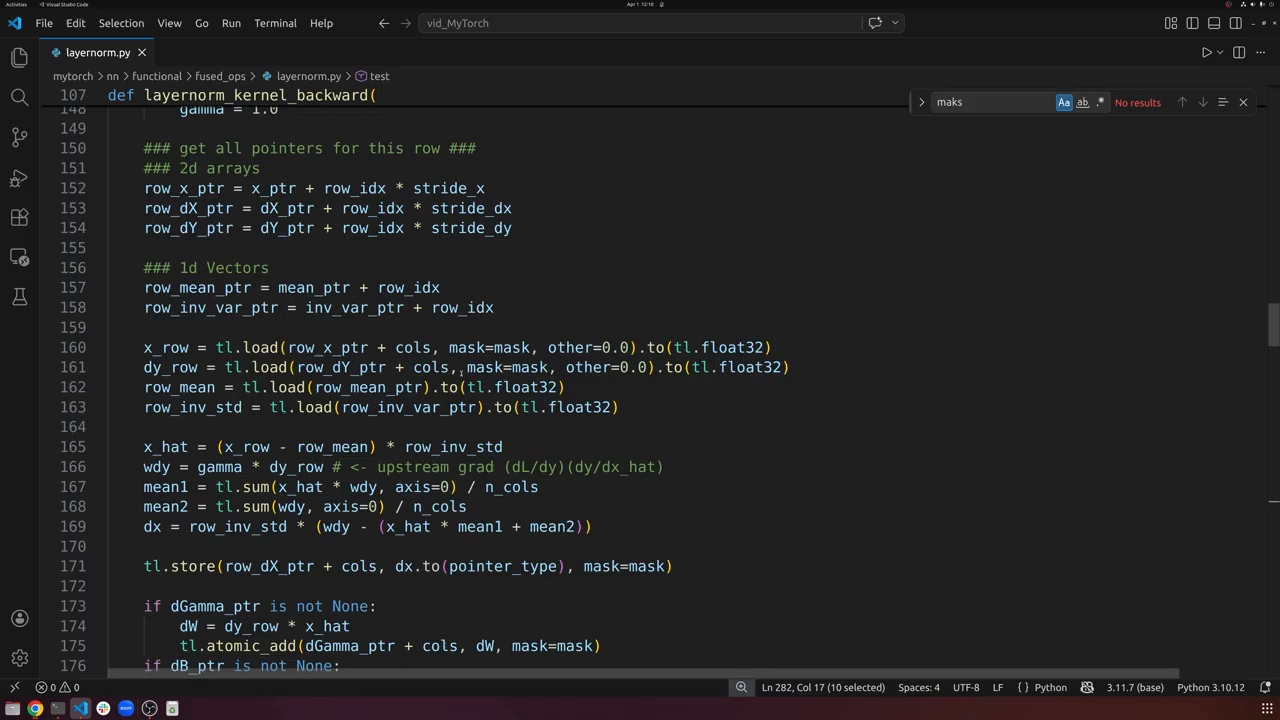 Activities Visual Studio Code Apr 1 12:10
File Edit Selection View Go Run Terminal Help vid_MyTorch
layernorm.py
mytorch > nn > functional > fused_ops > layernorm.py > test
107 def layernorm_kernel_backward(
maks Aa ab .* No results
148 gamma = 1.0
149
150 ### get all pointers for this row ###
151 ### 2d arrays
152 row_x_ptr = x_ptr + row_idx * stride_x
153 row_dX_ptr = dX_ptr + row_idx * stride_dx
154 row_dY_ptr = dY_ptr + row_idx * stride_dy
155
156 ### 1d Vectors
157 row_mean_ptr = mean_ptr + row_idx
158 row_inv_var_ptr = inv_var_ptr + row_idx
159
160 x_row = tl.load(row_x_ptr + cols, mask=mask, other=0.0).to(tl.float32)
161 dy_row = tl.load(row_dY_ptr + cols, mask=mask, other=0.0).to(tl.float32)
162 row_mean = tl.load(row_mean_ptr).to(tl.float32)
163 row_inv_std = tl.load(row_inv_var_ptr).to(tl.float32)
164
165 x_hat = (x_row - row_mean) * row_inv_std
166 wdy = gamma * dy_row # <- upstream grad (dL/dy)(dy/dx_hat)
167 mean1 = tl.sum(x_hat * wdy, axis=0) / n_cols
168 mean2 = tl.sum(wdy, axis=0) / n_cols
169 dx = row_inv_std * (wdy - (x_hat * mean1 + mean2))
170
171 tl.store(row_dX_ptr + cols, dx.to(pointer_type), mask=mask)
172
173 if dGamma_ptr is not None:
174 dW = dy_row * x_hat
175 tl.atomic_add(dGamma_ptr + cols, dW, mask=mask)
176 if dB_ptr is not None:
0 0 Ln 282, Col 17 (10 selected) Spaces: 4 UTF-8 LF { } Python 3.11.7 (base) Python 3.10.12